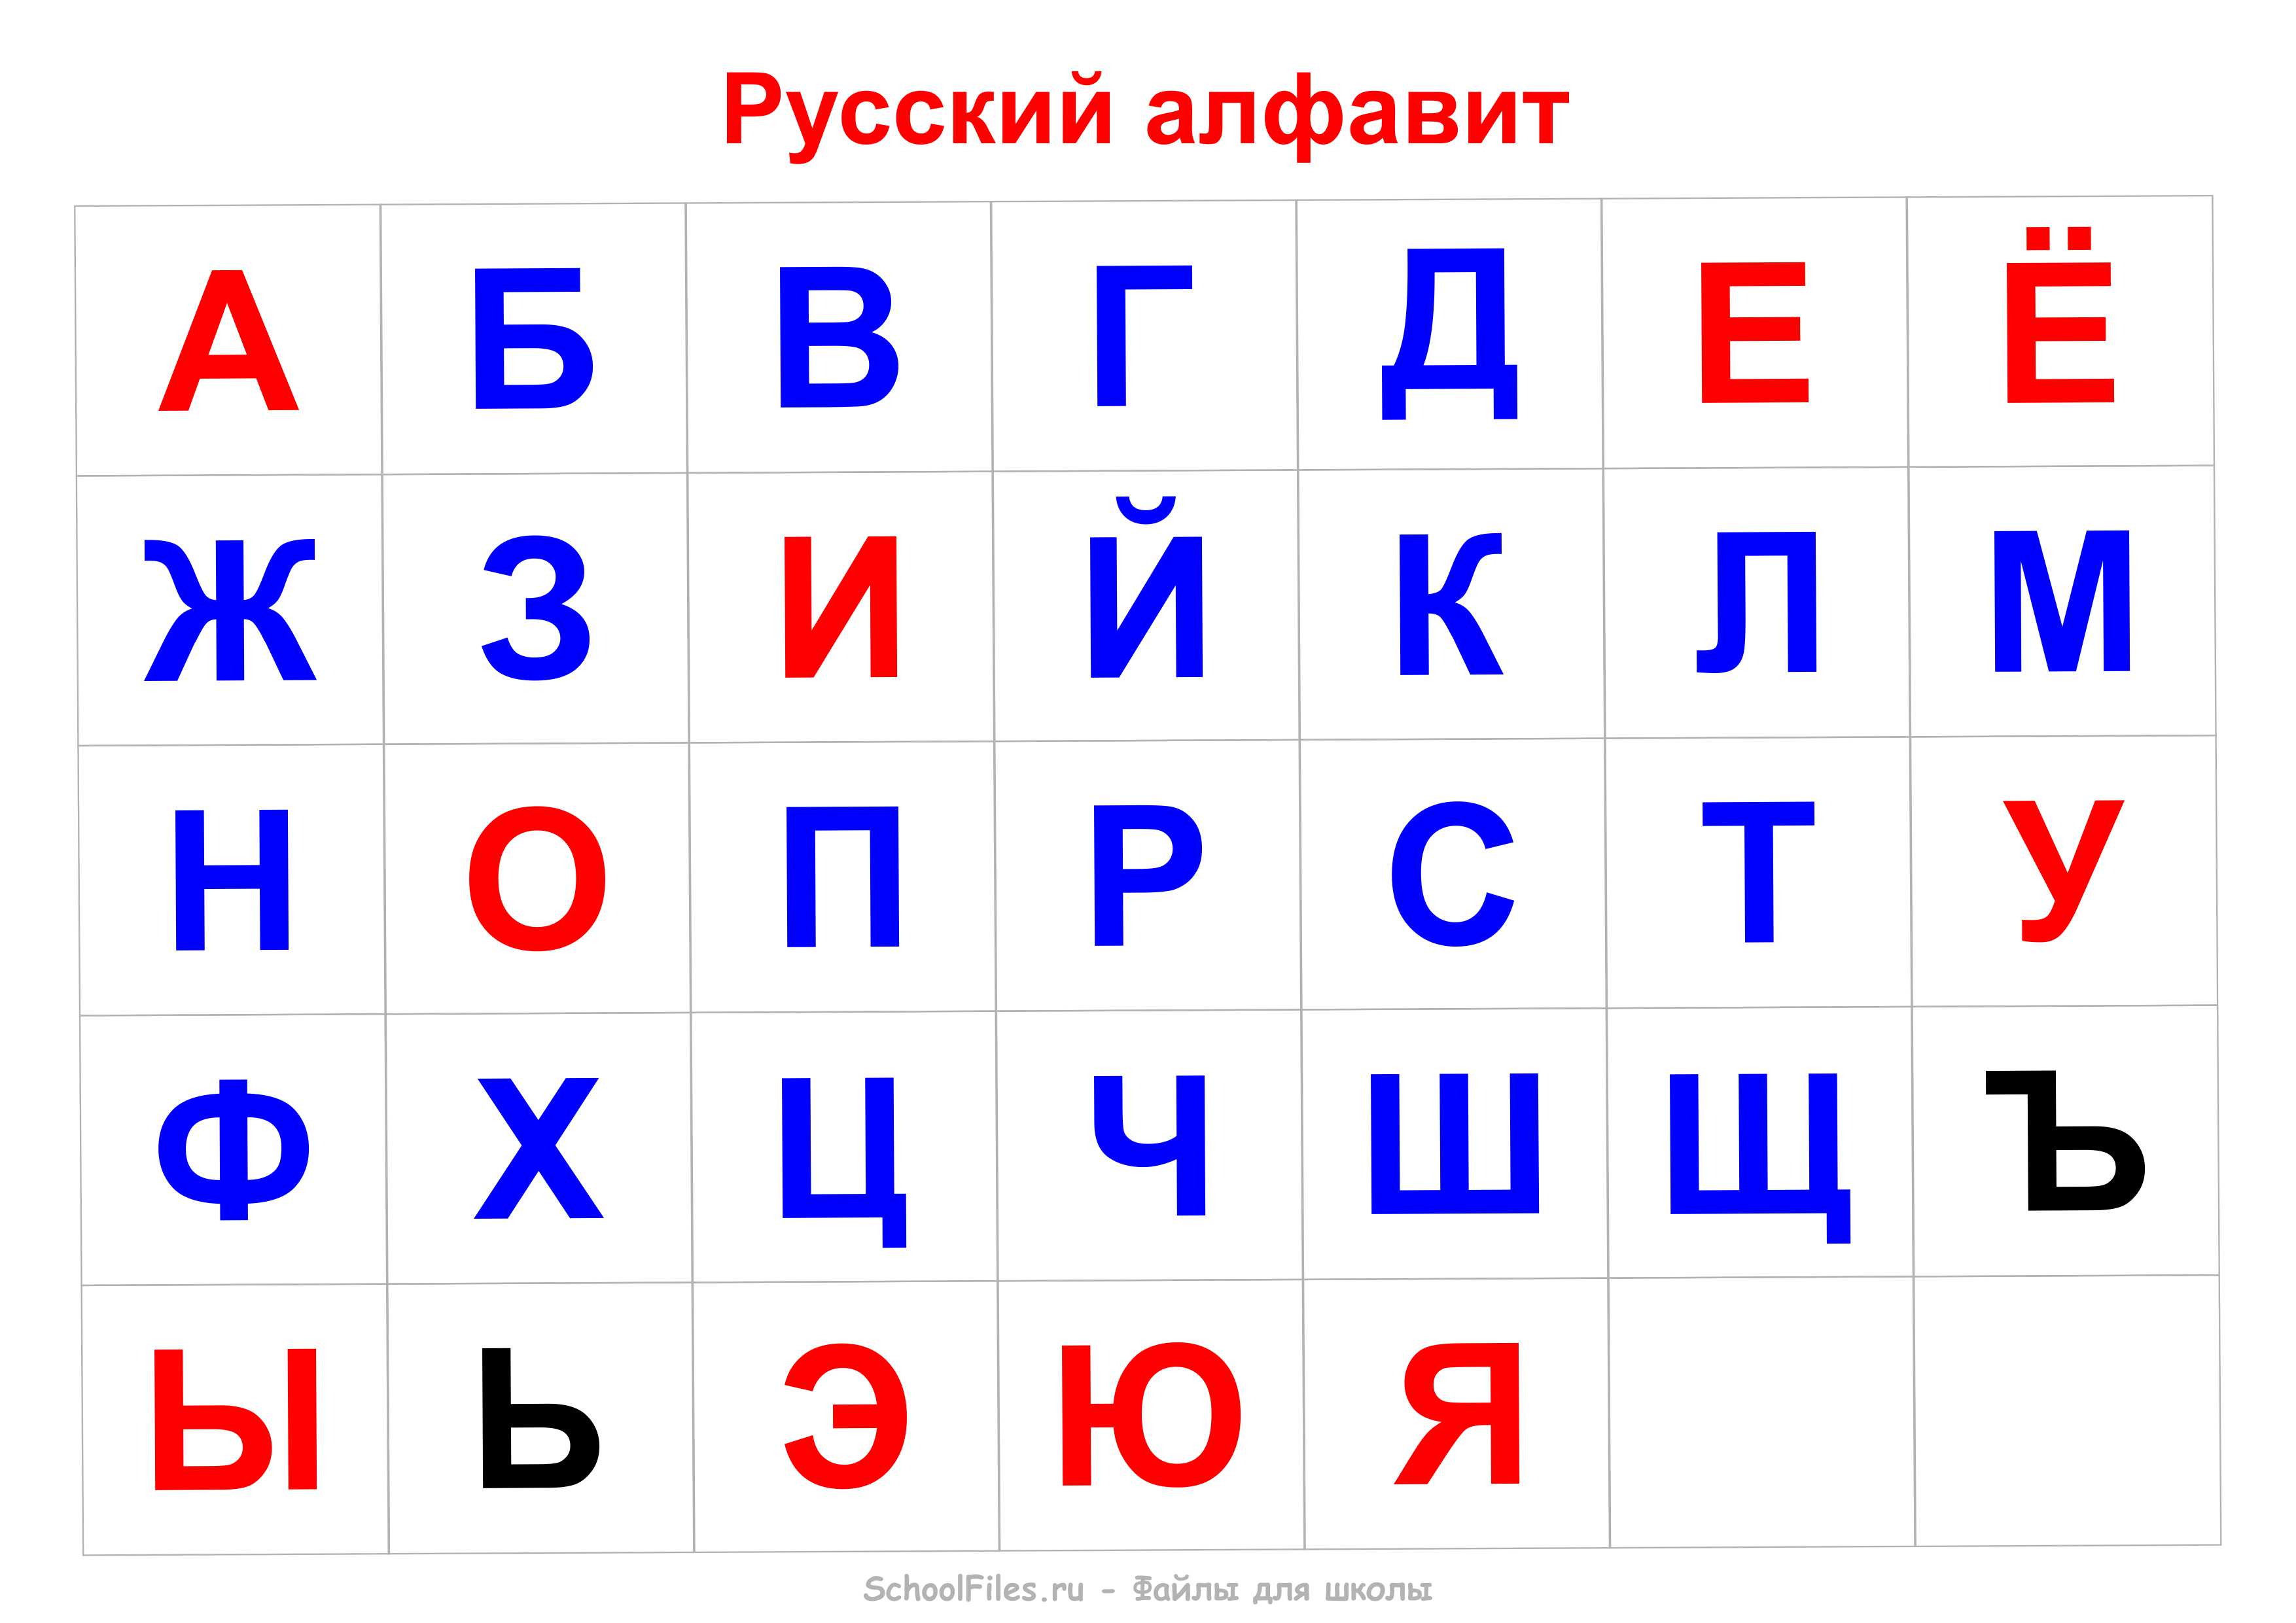 Русский алфавит
А Б В Г Д Е Ё
Ж З И Й К Л М
Н О П Р С Т У
Ф Х Ц Ч Ш Щ Ъ
Ы Ь Э Ю Я
SchoolFiles.ru - Файлы для школы